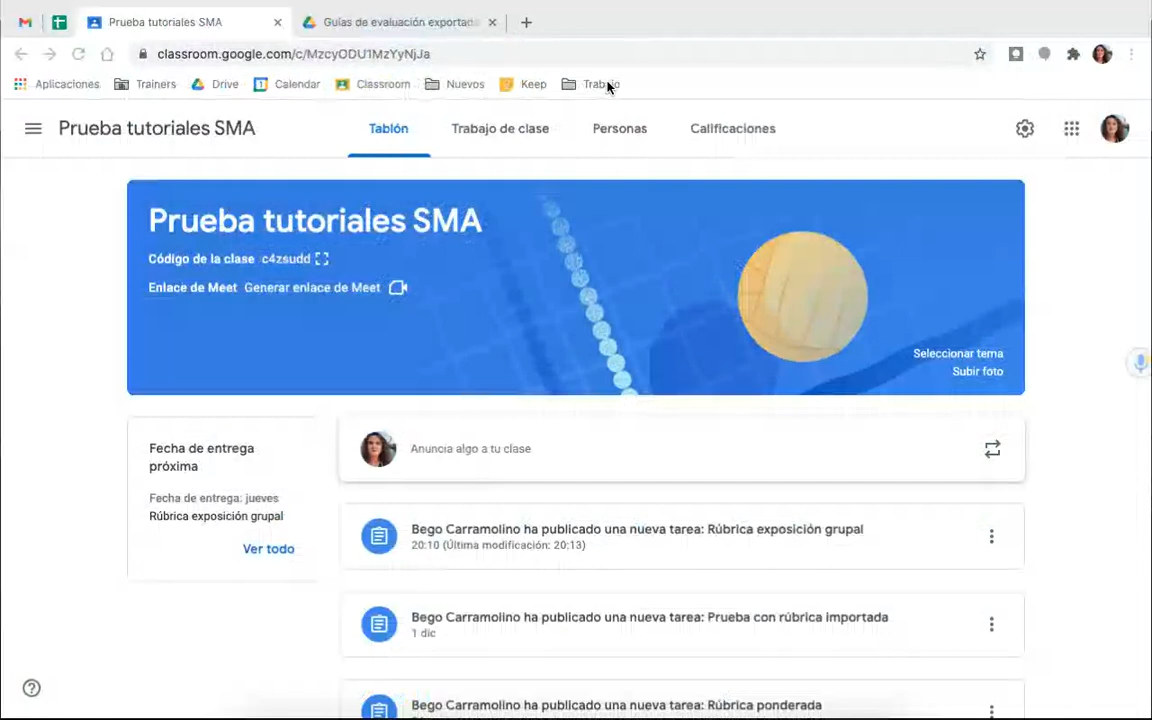 Prueba tutoriales SMA
Guías de evaluación exportada
classroom.google.com/c/MzcyODU1MzYyNjJa
Aplicaciones Trainers Drive Calendar Classroom Nuevos Keep Trabajo
Prueba tutoriales SMA Tablón Trabajo de clase Personas Calificaciones
Prueba tutoriales SMA
Código de la clase c4zsudd
Enlace de Meet Generar enlace de Meet
Seleccionar tema
Subir foto
Fecha de entrega
próxima
Fecha de entrega: jueves
Rúbrica exposición grupal
Ver todo
Anuncia algo a tu clase
Bego Carramolino ha publicado una nueva tarea: Rúbrica exposición grupal
20:10 (Última modificación: 20:13)
Bego Carramolino ha publicado una nueva tarea: Prueba con rúbrica importada
1 dic
Bego Carramolino ha publicado una nueva tarea: Rúbrica ponderada